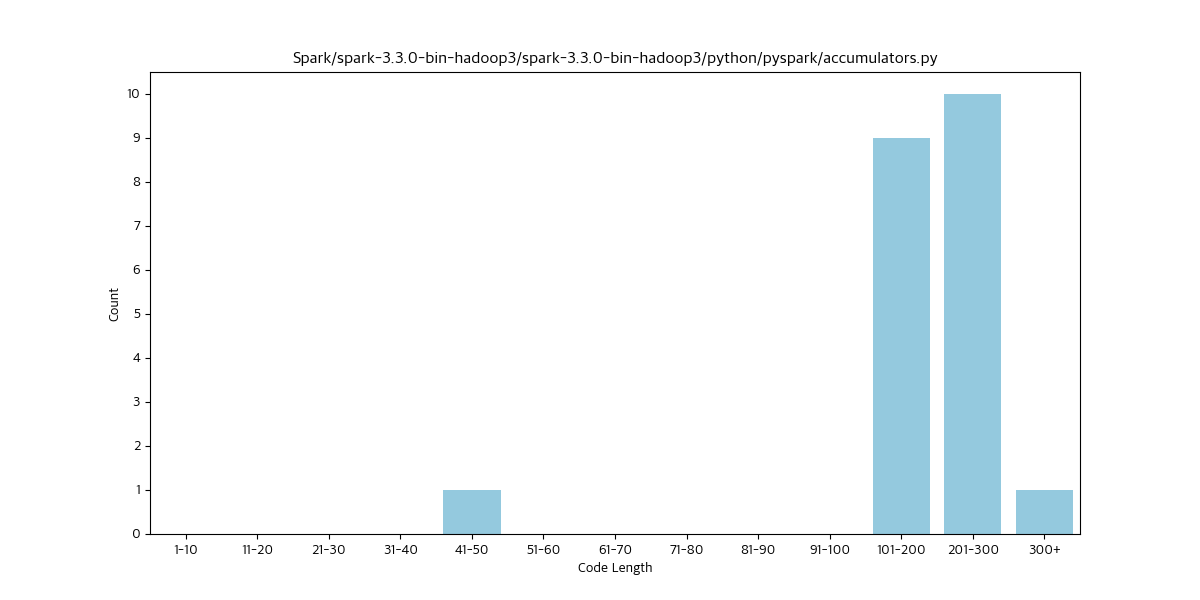 Spark/spark-3.3.0-bin-hadoop3/spark-3.3.0-bin-hadoop3/python/pyspark/accumulators.py
10
9
8
7
6
5
4
3
2
1
0
Count
1-10 11-20 21-30 31-40 41-50 51-60 61-70 71-80 81-90 91-100 101-200 201-300 300+
Code Length